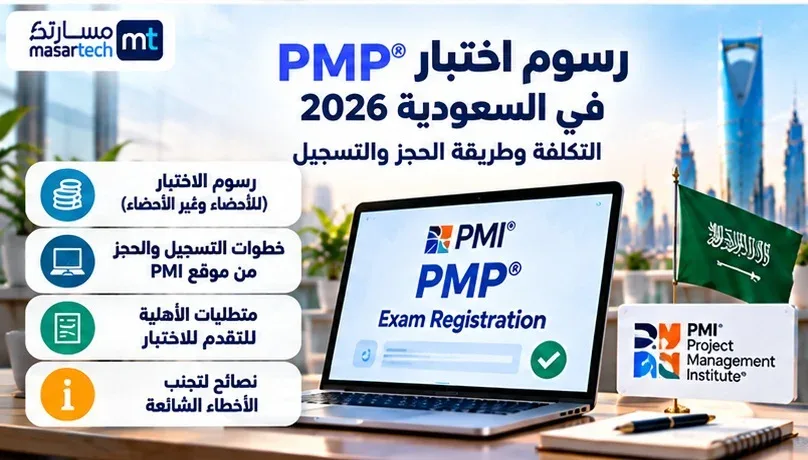 مسارتك
masartech
mt
رسوم اختبار PMP®
في السعودية 2026
التكلفة وطريقة الحجز والتسجيل
رسوم الاختبار
(للأحضاء وغير الأحضاء)
خطوات التسجيل والحجز
من موقع PMI
متطلبات الأهلية
للتقدم للاختبار
i
نصائح لتجنب
الأخطاء الشائعة
PMI®
PMP®
Exam Registration
PMI®
Project
Management
Institute®